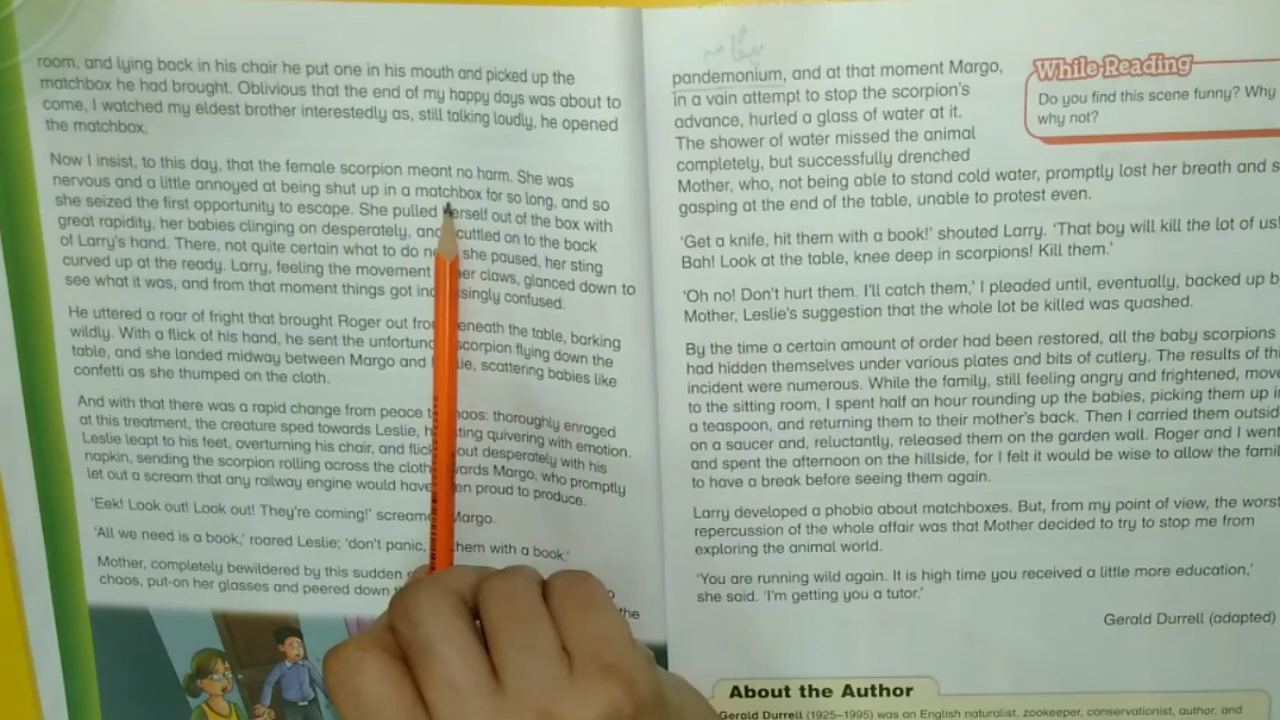 room, and lying back in his chair he put one in his mouth and picked up the
matchbox he had brought. Oblivious that the end of my happy days was about to
come, I watched my eldest brother interestedly as, still talking loudly, he opened
the matchbox.
Now I insist, to this day, that the female scorpion meant no harm. She was
nervous and a little annoyed at being shut up in a matchbox for so long, and so
she seized the first opportunity to escape. She pulled herself out of the box with
great rapidity, her babies clinging on desperately, and scuttled on to the back
of Larry's hand. There, not quite certain what to do she paused, her sting
curved up at the ready. Larry, feeling the movement her claws, glanced down to
see what it was, and from that moment things got increasingly confused.
He uttered a roar of fright that brought Roger out from beneath the table, barking
wildly. With a flick of his hand, he sent the unfortunate scorpion flying down the
table, and she landed midway between Margo and Leslie, scattering babies like
confetti as she thumped on the cloth.
And with that there was a rapid change from peace to chaos: thoroughly enraged
at this treatment, the creature sped towards Leslie, sting quivering with emotion.
Leslie leapt to his feet, overturning his chair, and flicked out desperately with his
napkin, sending the scorpion rolling across the cloth towards Margo, who promptly
let out a scream that any railway engine would have been proud to produce.
'Eek! Look out! Look out! They're coming!' screamed Margo.
'All we need is a book,' roared Leslie; 'don't panic, them with a book.'
Mother, completely bewildered by this sudden
chaos, put-on her glasses and peered down
the
پنگامہ
pandemonium, and at that moment Margo,
in a vain attempt to stop the scorpion's
advance, hurled a glass of water at it.
The shower of water missed the animal
completely, but successfully drenched
Mother, who, not being able to stand cold water, promptly lost her breath and
gasping at the end of the table, unable to protest even.
'Get a knife, hit them with a book!' shouted Larry. 'That boy will kill the lot of us!
Bah! Look at the table, knee deep in scorpions! Kill them.'
'Oh no! Don't hurt them. I'll catch them,' I pleaded until, eventually, backed up
Mother, Leslie's suggestion that the whole lot be killed was quashed.
By the time a certain amount of order had been restored, all the baby scorpions
had hidden themselves under various plates and bits of cutlery. The results of
incident were numerous. While the family, still feeling angry and frightened,
to the sitting room, I spent half an hour rounding up the babies, picking them up
a teaspoon, and returning them to their mother's back. Then I carried them
on a saucer and, reluctantly, released them on the garden wall. Roger and I went
and spent the afternoon on the hillside, for I felt it would be wise to allow the
to have a break before seeing them again.
Larry developed a phobia about matchboxes. But, from my point of view, the worst
repercussion of the whole affair was that Mother decided to try to stop me from
exploring the animal world.
'You are running wild again. It is high time you received a little more education,'
she said. 'I'm getting you a tutor.'
Gerald Durrell (adapted)
While Reading
Do you find this scene funny? Why
why not?
About the Author
Gerald Durrell (1925–1995) was an English naturalist, zookeeper, conservationist, author, and